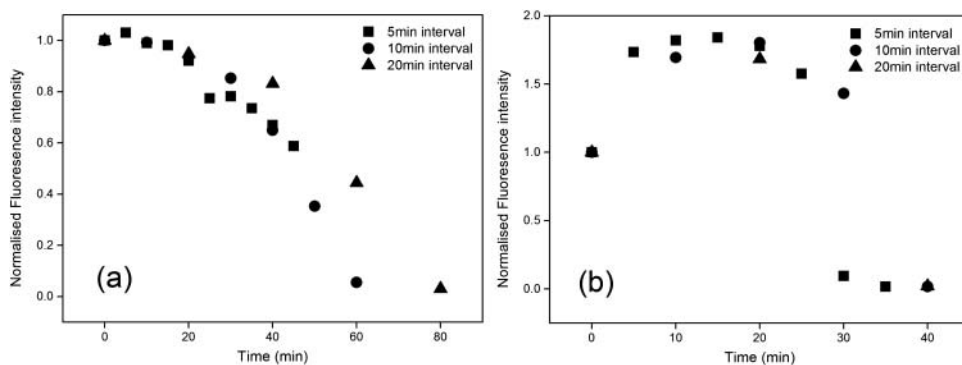 Normalised Fluoresence intensity
1.0
0.8
0.6
0.4
0.2
0.0
5min interval
10min interval
20min interval
(a)
0 20 40 60 80
Time (min)
Normalised Fluoresence intensity
2.0
1.5
1.0
0.5
0.0
5min interval
10min interval
20min interval
(b)
0 10 20 30 40
Time (min)